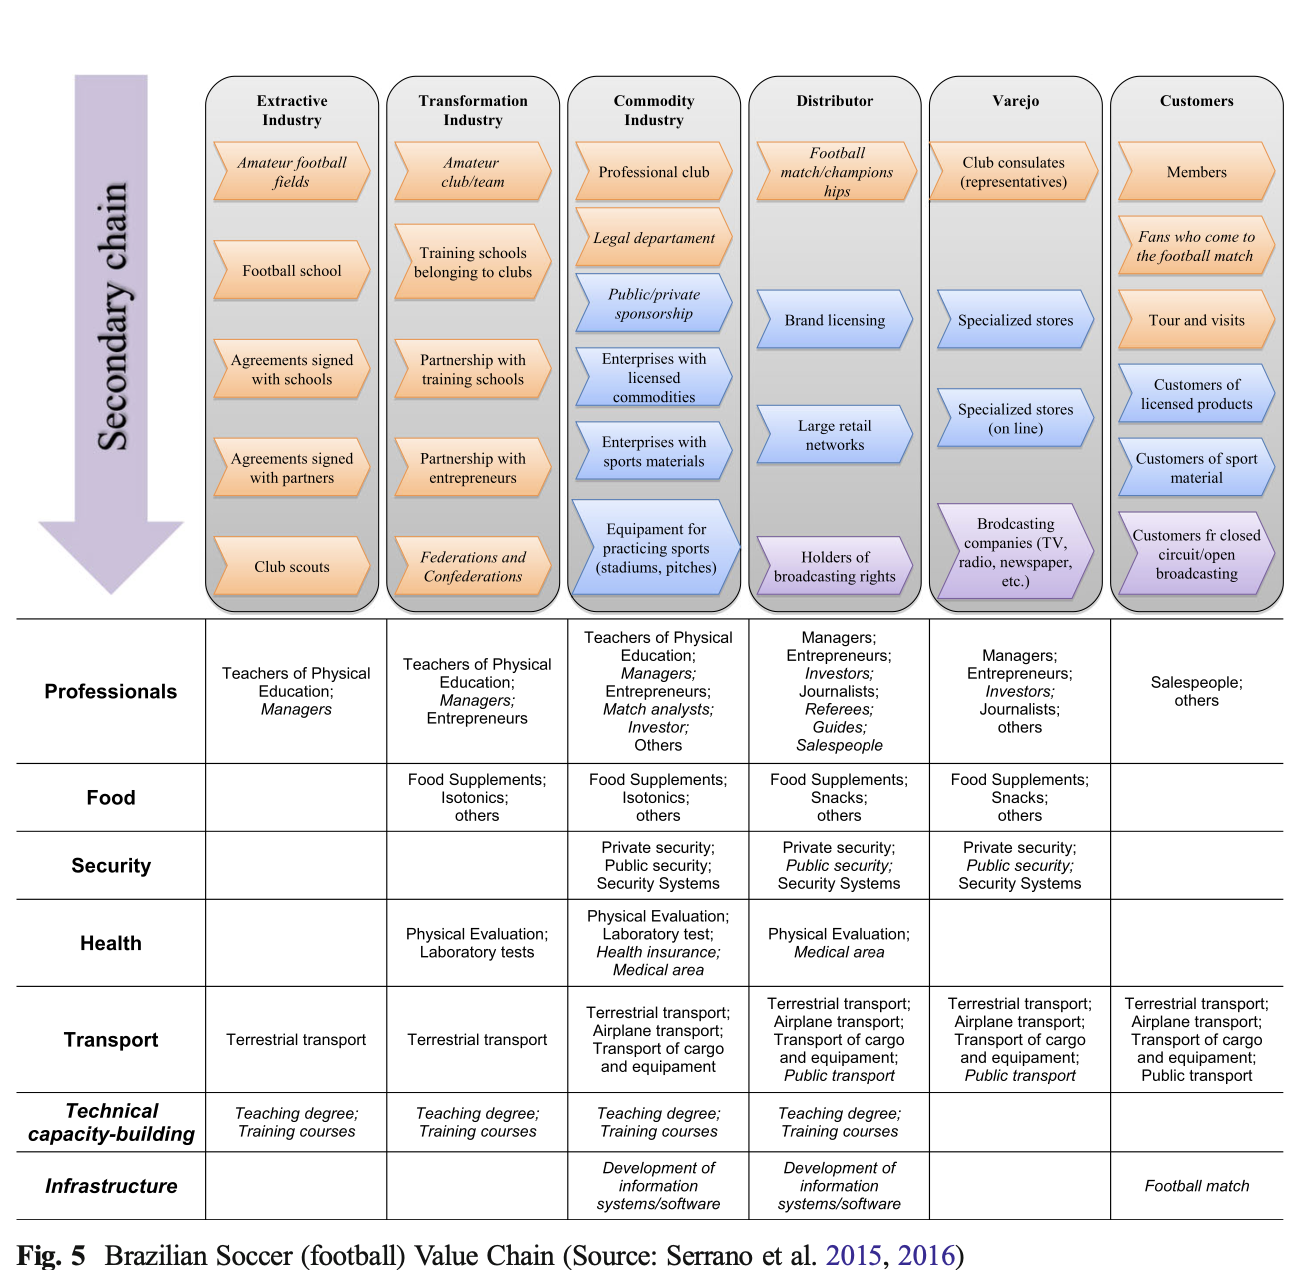 Secondary chain
Extractive
Industry
Amateur football
fields
Football school
Agreements signed
with schools
Agreements signed
with partners
Club scouts
Transformation
Industry
Amateur
club/team
Training schools
belonging to clubs
Partnership with
training schools
Partnership with
entrepreneurs
Federations and
Confederations
Commodity
Industry
Professional club
Legal departament
Public/private
sponsorship
Enterprises with
licensed
commodities
Enterprises with
sports materials
Equipament for
practicing sports
(stadiums, pitches)
Distributor
Football
match/champions
hips
Brand licensing
Large retail
networks
Holders of
broadcasting rights
Varejo
Club consulates
(representatives)
Specialized stores
Specialized stores
(on line)
Brodcasting
companies (TV,
radio, newspaper,
etc.)
Customers
Members
Fans who come to
the football match
Tour and visits
Customers of
licensed products
Customers of sport
material
Customers fr closed
circuit/open
broadcasting
Professionals
Teachers of Physical
Education;
Managers
Teachers of Physical
Education;
Managers;
Entrepreneurs
Teachers of Physical
Education;
Managers;
Entrepreneurs;
Match analysts;
Investor;
Others
Managers;
Entrepreneurs;
Investors;
Journalists;
Referees;
Guides;
Salespeople
Managers;
Entrepreneurs;
Investors;
Journalists;
others
Salespeople;
others
Food
Food Supplements;
Isotonics;
others
Food Supplements;
Isotonics;
others
Food Supplements;
Snacks;
others
Food Supplements;
Snacks;
others
Security
Private security;
Public security;
Security Systems
Private security;
Public security;
Security Systems
Private security;
Public security;
Security Systems
Health
Physical Evaluation;
Laboratory tests
Physical Evaluation;
Laboratory test;
Health insurance;
Medical area
Physical Evaluation;
Medical area
Transport
Terrestrial transport
Terrestrial transport
Terrestrial transport;
Airplane transport;
Transport of cargo
and equipament
Terrestrial transport;
Airplane transport;
Transport of cargo
and equipament;
Public transport
Terrestrial transport;
Airplane transport;
Transport of cargo
and equipament;
Public transport
Terrestrial transport;
Airplane transport;
Transport of cargo
and equipament;
Public transport
Technical
capacity-building
Teaching degree;
Training courses
Teaching degree;
Training courses
Teaching degree;
Training courses
Teaching degree;
Training courses
Infrastructure
Development of
information
systems/software
Development of
information
systems/software
Football match
Fig. 5 Brazilian Soccer (football) Value Chain (Source: Serrano et al. 2015, 2016)